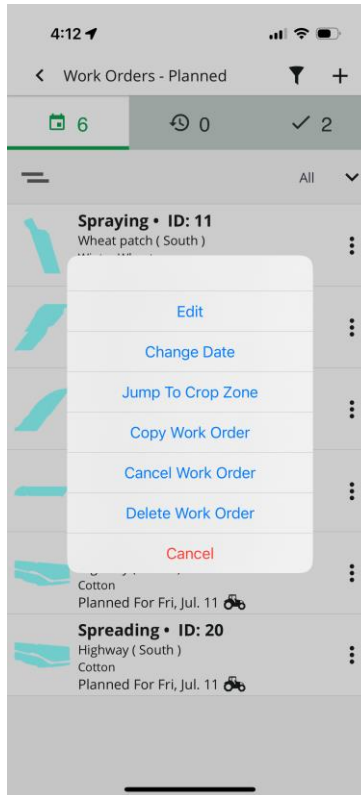 4:12
Work Orders - Planned
6
0
2
All
Spraying • ID: 11
Wheat patch ( South )
Edit
Change Date
Jump To Crop Zone
Copy Work Order
Cancel Work Order
Delete Work Order
Cancel
Cotton
Planned For Fri, Jul. 11
Spreading • ID: 20
Highway ( South )
Cotton
Planned For Fri, Jul. 11